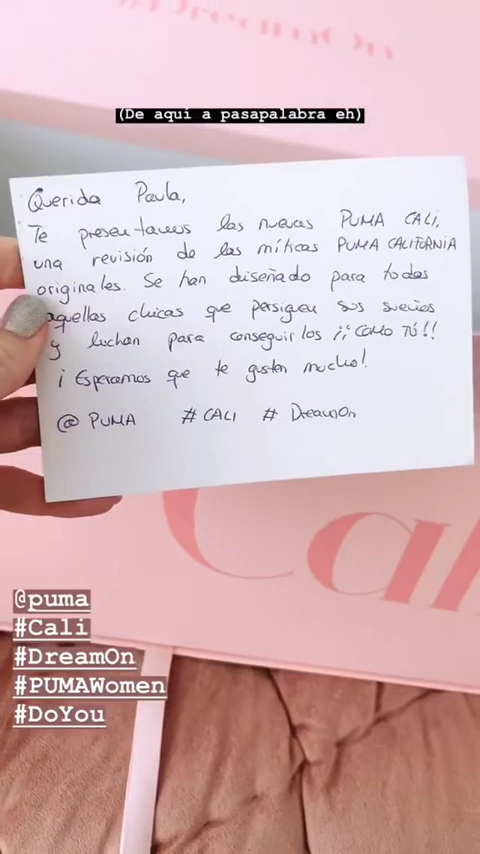 #DreamOn
(De aquí a pasapalabra eh)
Querida Paula,
Te presentamos las nuevas PUMA CALI,
una revisión de las míticas PUMA CALIFORNIA
originales. Se han diseñado para todas
aquellas chicas que persiguen sus sueños
y luchan para conseguirlos ¡¡COMO TÚ!!
¡Esperamos que te gusten mucho!
@PUMA #CALI #DreamOn
Cali
@puma
#Cali
#DreamOn
#PUMAWomen
#DoYou